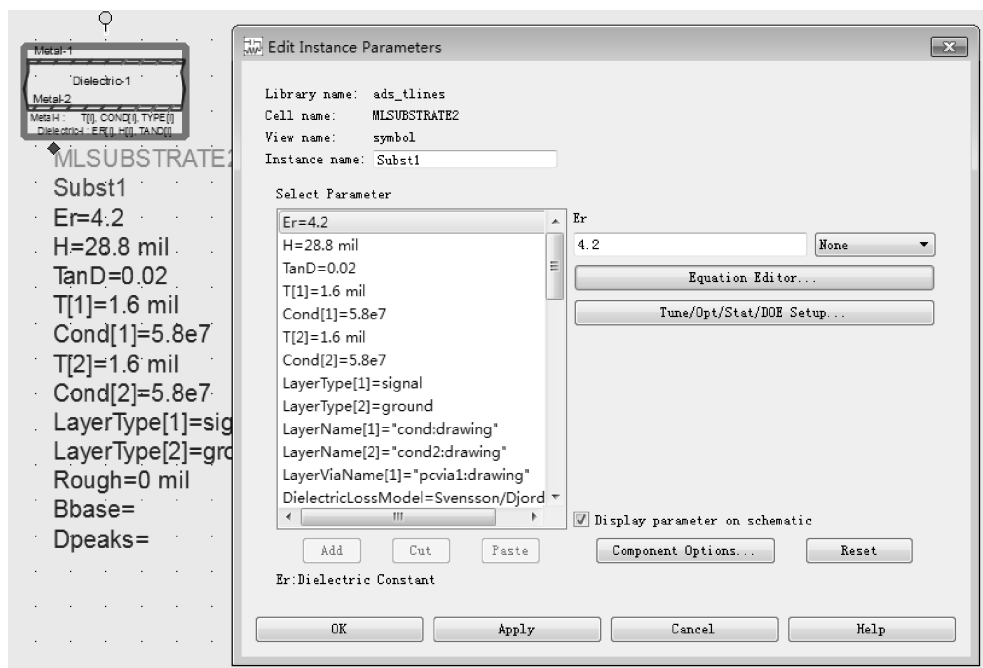 Metal-1
Dielectric-1
Metal-2
Metal-I : T[I], COND[I], TYPE[I]
Dielectric-I : ER[I], H[I], TAND[I]
MLSUBSTRATE2
Subst1
Er=4.2
H=28.8 mil
TanD=0.02
T[1]=1.6 mil
Cond[1]=5.8e7
T[2]=1.6 mil
Cond[2]=5.8e7
LayerType[1]=sig
LayerType[2]=gro
Rough=0 mil
Bbase=
Dpeaks=
Edit Instance Parameters
Library name: ads_tlines
Cell name: MLSUBSTRATE2
View name: symbol
Instance name: Subst1
Select Parameter
Er=4.2
H=28.8 mil
TanD=0.02
T[1]=1.6 mil
Cond[1]=5.8e7
T[2]=1.6 mil
Cond[2]=5.8e7
LayerType[1]=signal
LayerType[2]=ground
LayerName[1]="cond:drawing"
LayerName[2]="cond2:drawing"
LayerViaName[1]="pcvia1:drawing"
DielectricLossModel=Svensson/Djord
Er
4.2 None
Equation Editor...
Tune/Opt/Stat/DOE Setup...
Display parameter on schematic
Add Cut Paste Component Options... Reset
Er:Dielectric Constant
OK Apply Cancel Help